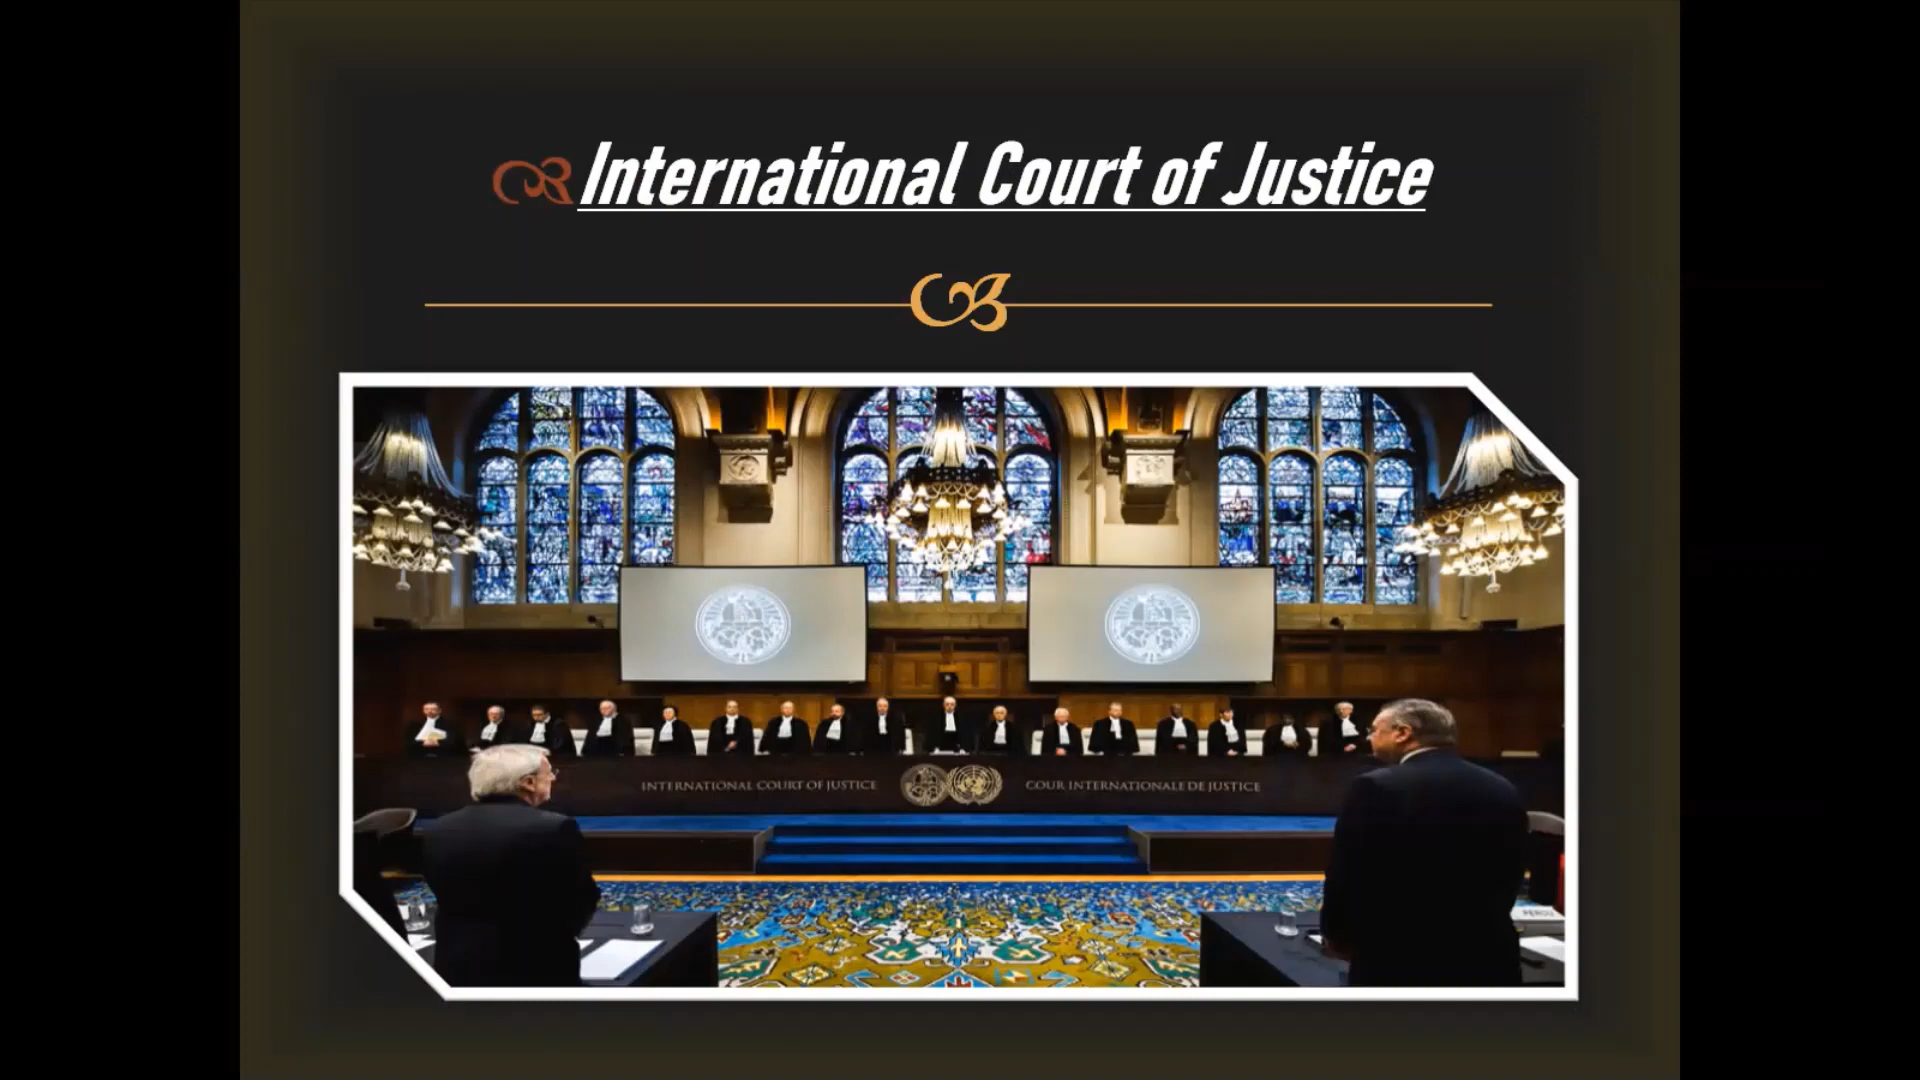 International Court of Justice
INTERNATIONAL COURT OF JUSTICE
COUR INTERNATIONALE DE JUSTICE